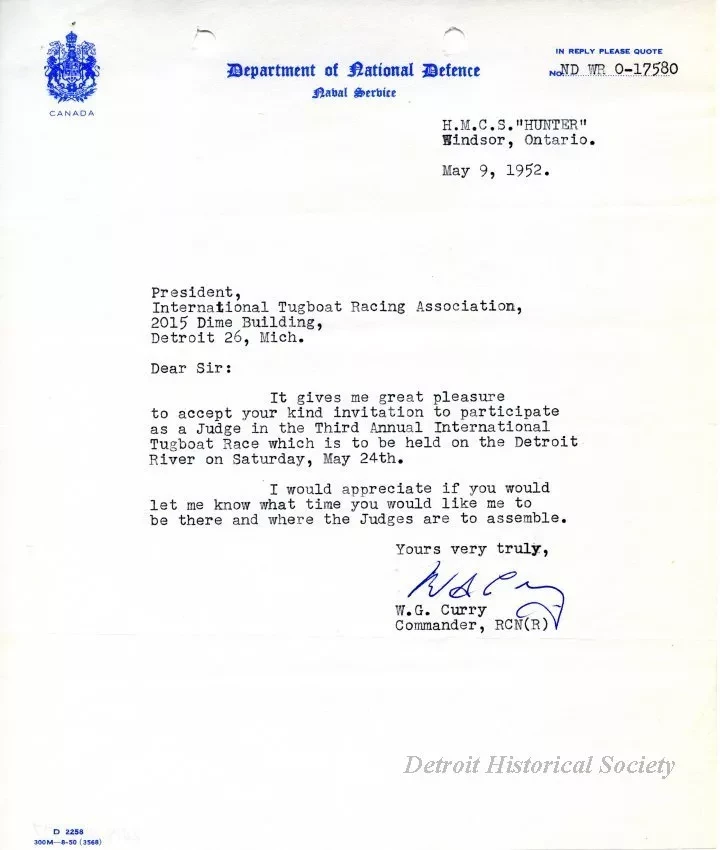 IN REPLY PLEASE QUOTE
No. ND WR 0-17580
Department of National Defence
Naval Service
CANADA
H.M.C.S."HUNTER"
Windsor, Ontario.
May 9, 1952.
President,
International Tugboat Racing Association,
2015 Dime Building,
Detroit 26, Mich.
Dear Sir:
It gives me great pleasure
to accept your kind invitation to participate
as a Judge in the Third Annual International
Tugboat Race which is to be held on the Detroit
River on Saturday, May 24th.
I would appreciate if you would
let me know what time you would like me to
be there and where the Judges are to assemble.
Yours very truly,
W.G. Curry
Commander, RCN(R)
Detroit Historical Society
D 2258
300M—8-50 (3568)